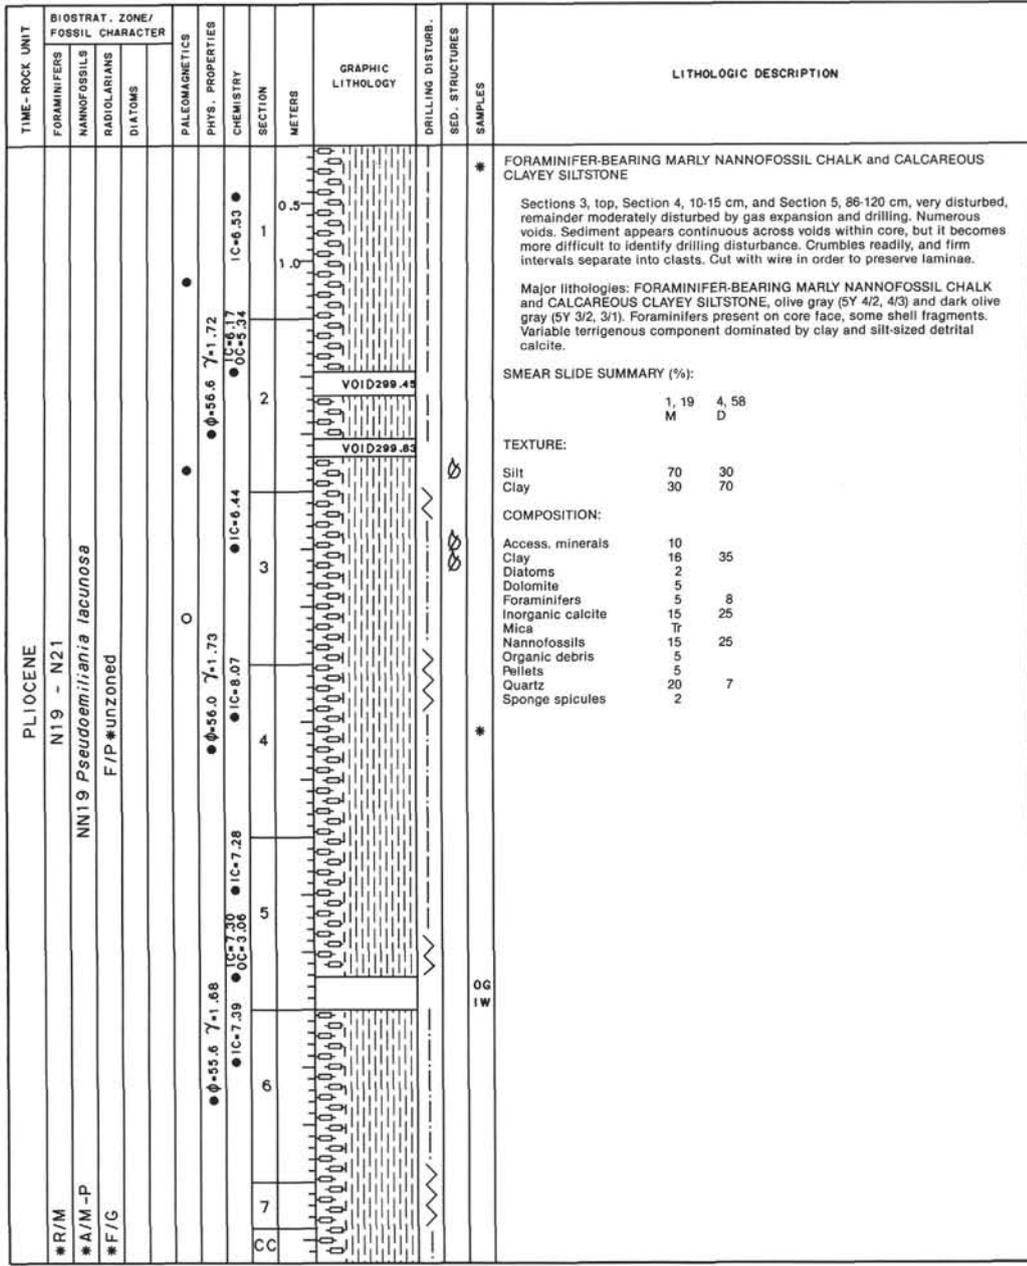 TIME-ROCK UNIT
BIOSTRAT. ZONE/
FOSSIL CHARACTER
FORAMINIFERS
NANNOFOSSILS
RADIOLARIANS
DIATOMS
PALEOMAGNETICS
PHYS. PROPERTIES
CHEMISTRY
SECTION
METERS
GRAPHIC
LITHOLOGY
DRILLING DISTURB.
SED. STRUCTURES
SAMPLES
LITHOLOGIC DESCRIPTION
PLIOCENE
N19 - N21
*R/M
NN19 Pseudoemiliania lacunosa
*A/M-P
F/P *unzoned
*F/G
●Φ=56.6 γ=1.72
●Φ=56.0 γ=1.73
●Φ=55.6 γ=1.68
IC=6.53 ●
●IC=6.17
OC=5.34
●IC=6.44
●IC=8.07
●IC=7.28
●IC=7.30
OC=3.06
●IC=7.39
1
2
3
4
5
6
7
CC
0.5
1.0
VOID299.45
VOID299.83
*
*
OG
IW
FORAMINIFER-BEARING MARLY NANNOFOSSIL CHALK and CALCAREOUS
CLAYEY SILTSTONE
Sections 3, top, Section 4, 10-15 cm, and Section 5, 86-120 cm, very disturbed,
remainder moderately disturbed by gas expansion and drilling. Numerous
voids. Sediment appears continuous across voids within core, but it becomes
more difficult to identify drilling disturbance. Crumbles readily, and firm
intervals separate into clasts. Cut with wire in order to preserve laminae.
Major lithologies: FORAMINIFER-BEARING MARLY NANNOFOSSIL CHALK
and CALCAREOUS CLAYEY SILTSTONE, olive gray (5Y 4/2, 4/3) and dark olive
gray (5Y 3/2, 3/1). Foraminifers present on core face, some shell fragments.
Variable terrigenous component dominated by clay and silt-sized detrital
calcite.
SMEAR SLIDE SUMMARY (%):
1, 19 4, 58
M D
TEXTURE:
Silt 70 30
Clay 30 70
COMPOSITION:
Access. minerals 10
Clay 16 35
Diatoms 2
Dolomite 5
Foraminifers 5 8
Inorganic calcite 15 25
Mica Tr
Nannofossils 15 25
Organic debris 5
Pellets 5
Quartz 20 7
Sponge spicules 2